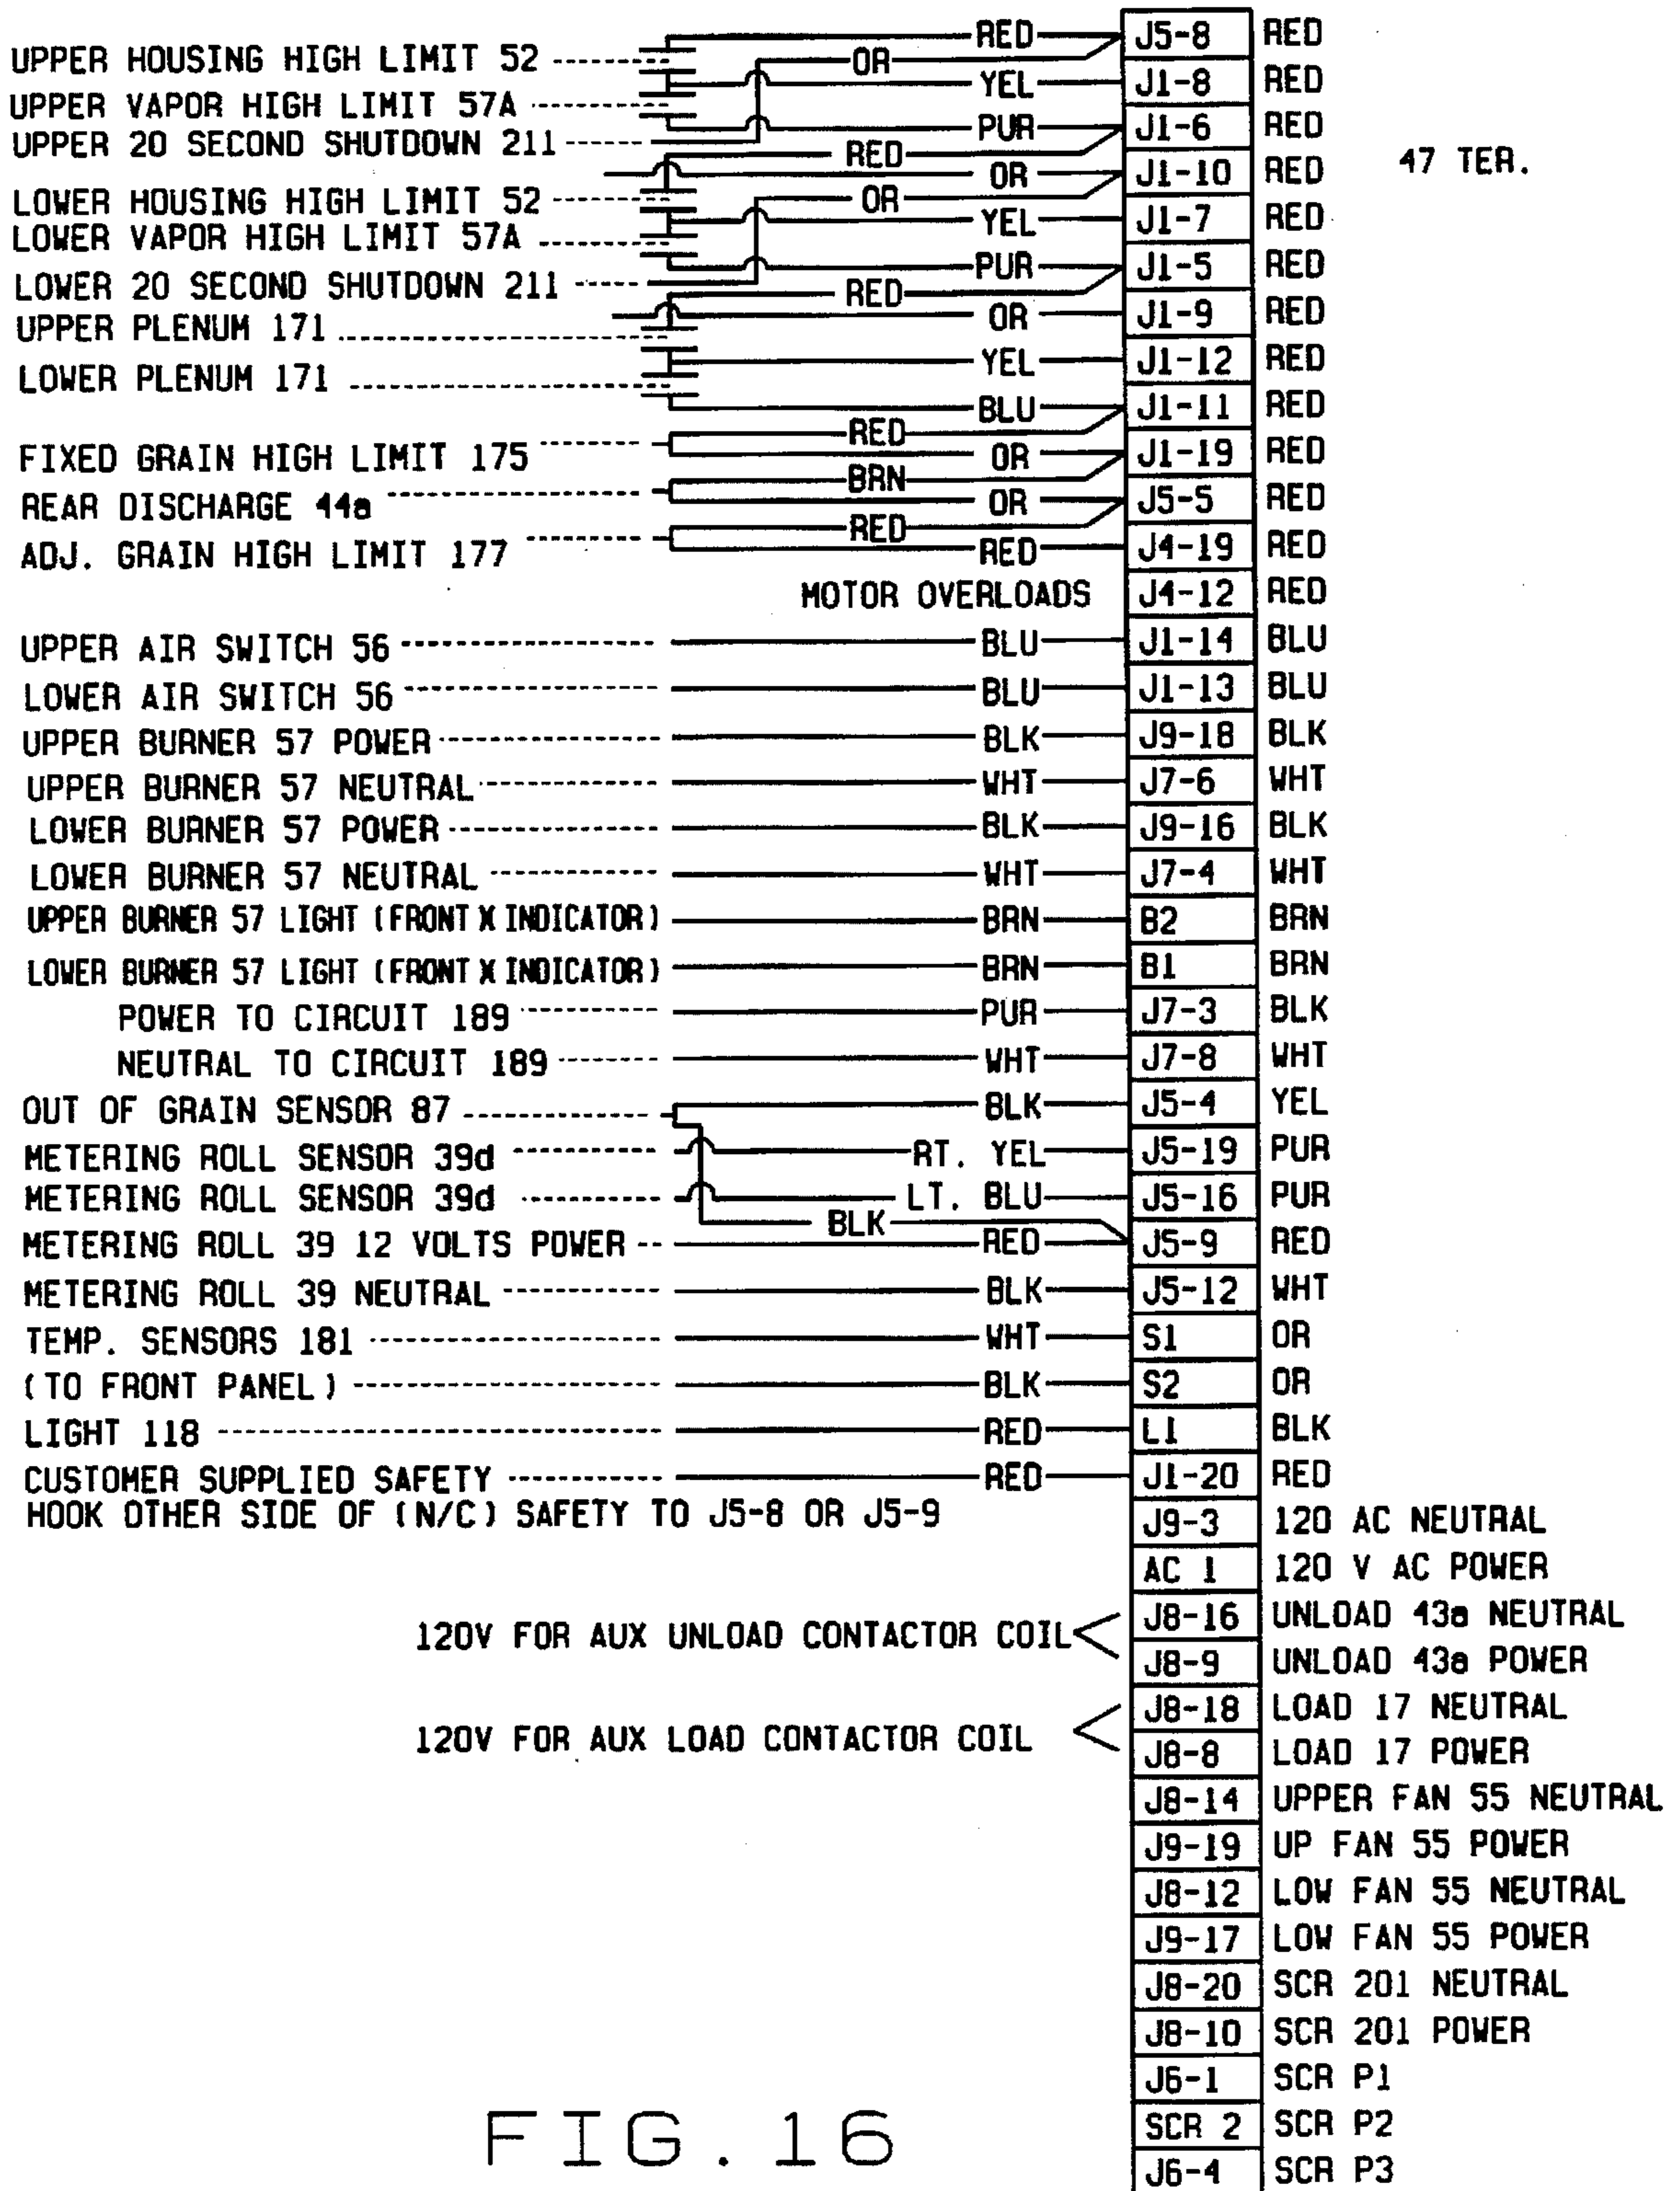 RED J5-8 RED
UPPER HOUSING HIGH LIMIT 52 OR
YEL J1-8 RED
UPPER VAPOR HIGH LIMIT 57A
PUR J1-6 RED
UPPER 20 SECOND SHUTDOWN 211
RED
47 TER.
OR J1-10 RED
LOWER HOUSING HIGH LIMIT 52 OR
YEL J1-7 RED
LOWER VAPOR HIGH LIMIT 57A
PUR J1-5 RED
LOWER 20 SECOND SHUTDOWN 211
RED
OR J1-9 RED
UPPER PLENUM 171
YEL J1-12 RED
LOWER PLENUM 171
BLU J1-11 RED
RED
FIXED GRAIN HIGH LIMIT 175 OR J1-19 RED
BRN
REAR DISCHARGE 44a OR J5-5 RED
RED
ADJ. GRAIN HIGH LIMIT 177 RED J4-19 RED
MOTOR OVERLOADS J4-12 RED
UPPER AIR SWITCH 56 BLU J1-14 BLU
LOWER AIR SWITCH 56 BLU J1-13 BLU
UPPER BURNER 57 POWER BLK J9-18 BLK
UPPER BURNER 57 NEUTRAL WHT J7-6 WHT
LOWER BURNER 57 POWER BLK J9-16 BLK
LOWER BURNER 57 NEUTRAL WHT J7-4 WHT
UPPER BURNER 57 LIGHT (FRONT X INDICATOR) BRN B2 BRN
LOWER BURNER 57 LIGHT (FRONT X INDICATOR) BRN B1 BRN
POWER TO CIRCUIT 189 PUR J7-3 BLK
NEUTRAL TO CIRCUIT 189 WHT J7-8 WHT
OUT OF GRAIN SENSOR 87 BLK J5-4 YEL
METERING ROLL SENSOR 39d RT. YEL J5-19 PUR
METERING ROLL SENSOR 39d LT. BLU J5-16 PUR
BLK
METERING ROLL 39 12 VOLTS POWER RED J5-9 RED
METERING ROLL 39 NEUTRAL BLK J5-12 WHT
TEMP. SENSORS 181 WHT S1 OR
(TO FRONT PANEL) BLK S2 OR
LIGHT 118 RED L1 BLK
CUSTOMER SUPPLIED SAFETY RED J1-20 RED
HOOK OTHER SIDE OF (N/C) SAFETY TO J5-8 OR J5-9
J9-3 120 AC NEUTRAL
AC 1 120 V AC POWER
120V FOR AUX UNLOAD CONTACTOR COIL
J8-16 UNLOAD 43a NEUTRAL
J8-9 UNLOAD 43a POWER
120V FOR AUX LOAD CONTACTOR COIL
J8-18 LOAD 17 NEUTRAL
J8-8 LOAD 17 POWER
J8-14 UPPER FAN 55 NEUTRAL
J9-19 UP FAN 55 POWER
J8-12 LOW FAN 55 NEUTRAL
J9-17 LOW FAN 55 POWER
J8-20 SCR 201 NEUTRAL
J8-10 SCR 201 POWER
J6-1 SCR P1
SCR 2 SCR P2
J6-4 SCR P3
FIG.16